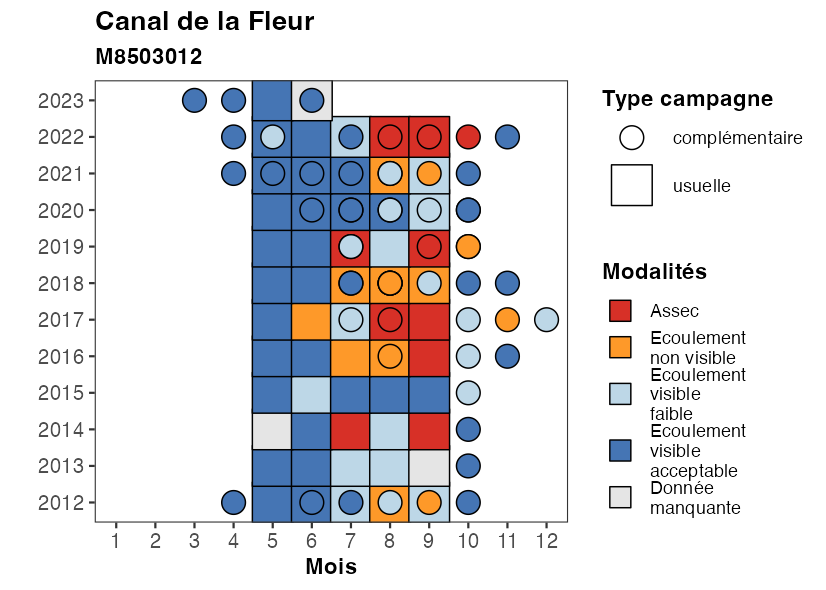 Canal de la Fleur
M8503012
2023
2022
2021
2020
2019
2018
2017
2016
2015
2014
2013
2012
1 2 3 4 5 6 7 8 9 10 11 12
Mois
Type campagne
complémentaire
usuelle
Modalités
Assec
Ecoulement
non visible
Ecoulement
visible
faible
Ecoulement
visible
acceptable
Donnée
manquante